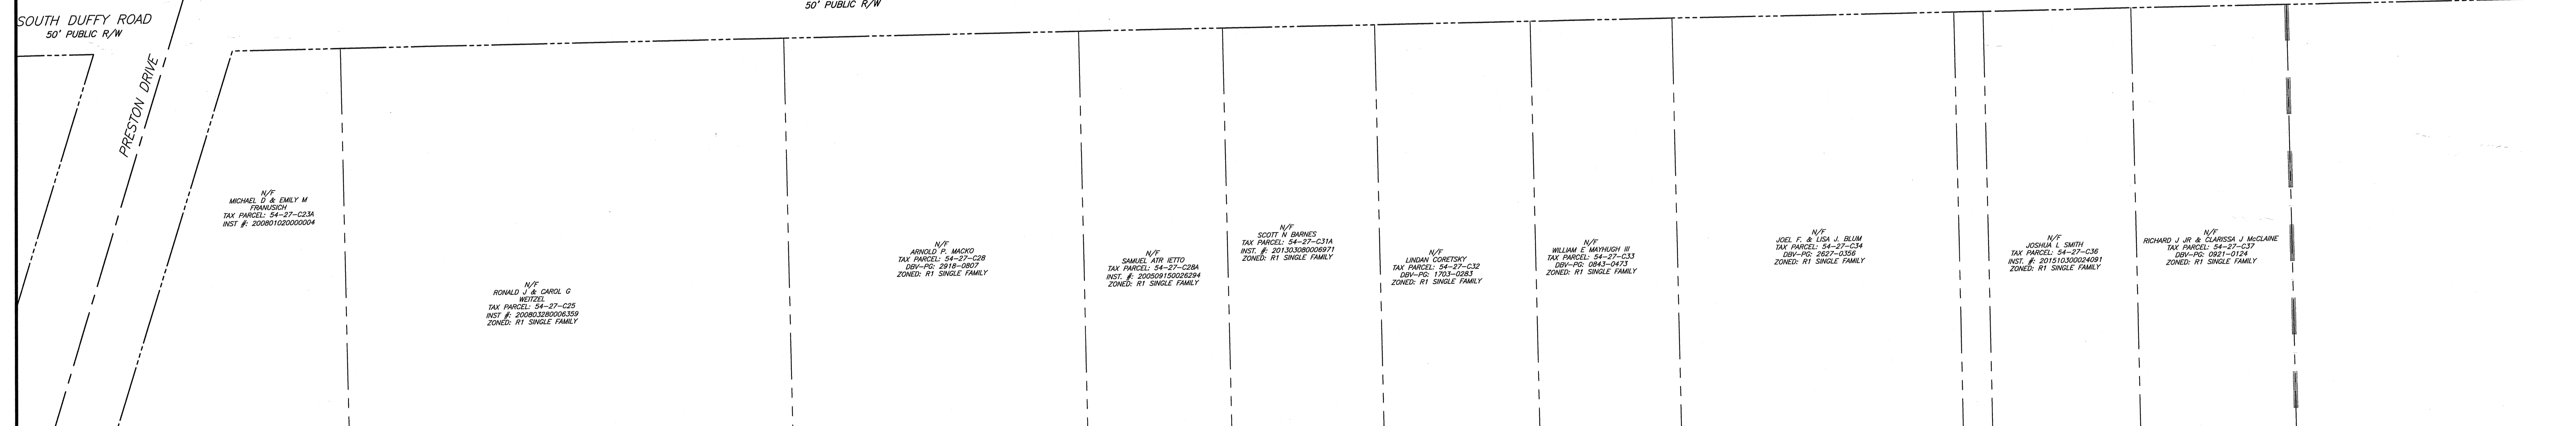 50' PUBLIC R/W
SOUTH DUFFY ROAD
50' PUBLIC R/W
PRESTON DRIVE
N/F
MICHAEL D & EMILY M
FRANUSICH
TAX PARCEL: 54-27-C23A
INST #: 200801020000004
N/F
RONALD J & CAROL G
WEITZEL
TAX PARCEL: 54-27-C25
INST #: 200803280006359
ZONED: R1 SINGLE FAMILY
N/F
ARNOLD P. MACKO
TAX PARCEL: 54-27-C28
DBV-PG: 2918-0807
ZONED: R1 SINGLE FAMILY
N/F
SAMUEL ATR IETTO
TAX PARCEL: 54-27-C28A
INST. #: 200509150026294
ZONED: R1 SINGLE FAMILY
N/F
SCOTT N BARNES
TAX PARCEL: 54-27-C31A
INST. #: 201303080006971
ZONED: R1 SINGLE FAMILY
N/F
LINDAN CORETSKY
TAX PARCEL: 54-27-C32
DBV-PG: 1703-0283
ZONED: R1 SINGLE FAMILY
N/F
WILLIAM E MAYHUGH III
TAX PARCEL: 54-27-C33
DBV-PG: 0843-0473
ZONED: R1 SINGLE FAMILY
N/F
JOEL F. & LISA J. BLUM
TAX PARCEL: 54-27-C34
DBV-PG: 2627-0356
ZONED: R1 SINGLE FAMILY
N/F
JOSHUA L SMITH
TAX PARCEL: 54-27-C36
INST. #: 201510300024091
ZONED: R1 SINGLE FAMILY
N/F
RICHARD J JR & CLARISSA J McCLAINE
TAX PARCEL: 54-27-C37
DBV-PG: 0921-0124
ZONED: R1 SINGLE FAMILY